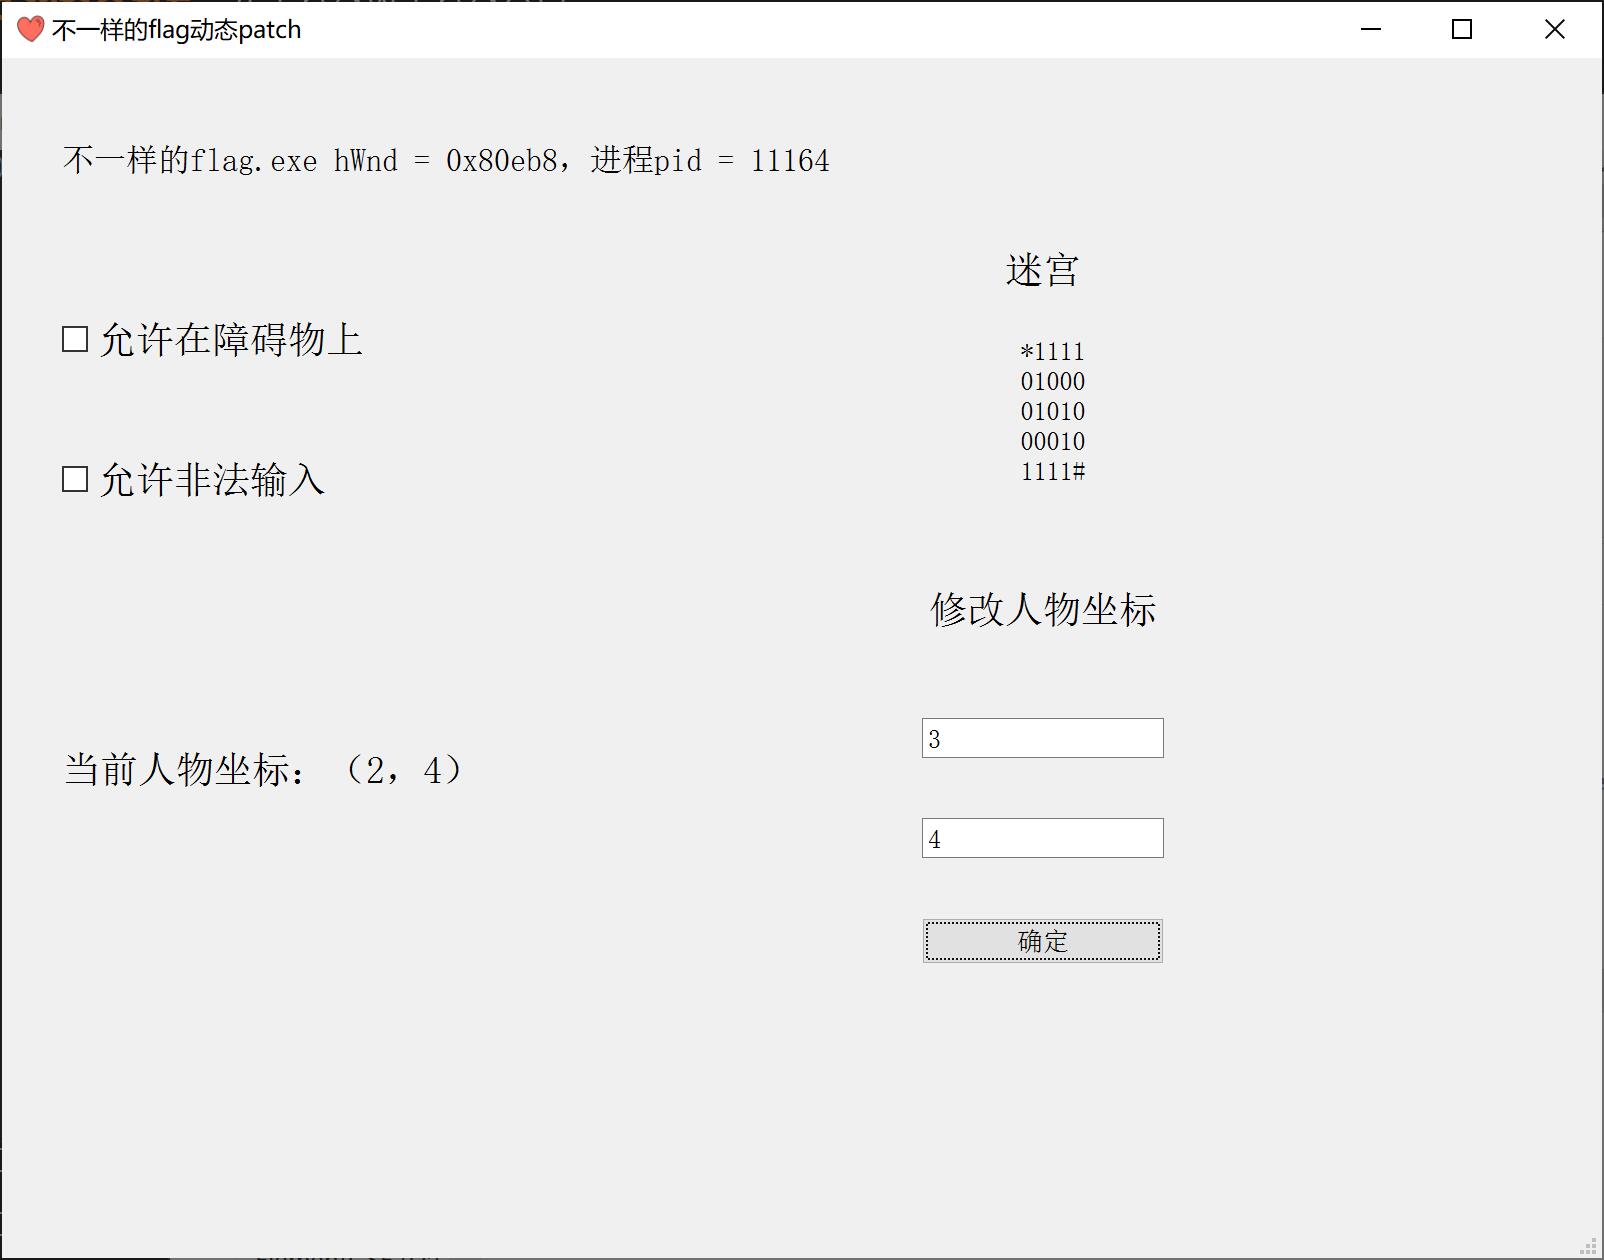 不一样的flag动态patch
不一样的flag.exe hWnd = 0x80eb8，进程pid = 11164
迷宫
允许在障碍物上
*1111
01000
01010
00010
1111#
允许非法输入
修改人物坐标
3
当前人物坐标：（2，4）
4
确定